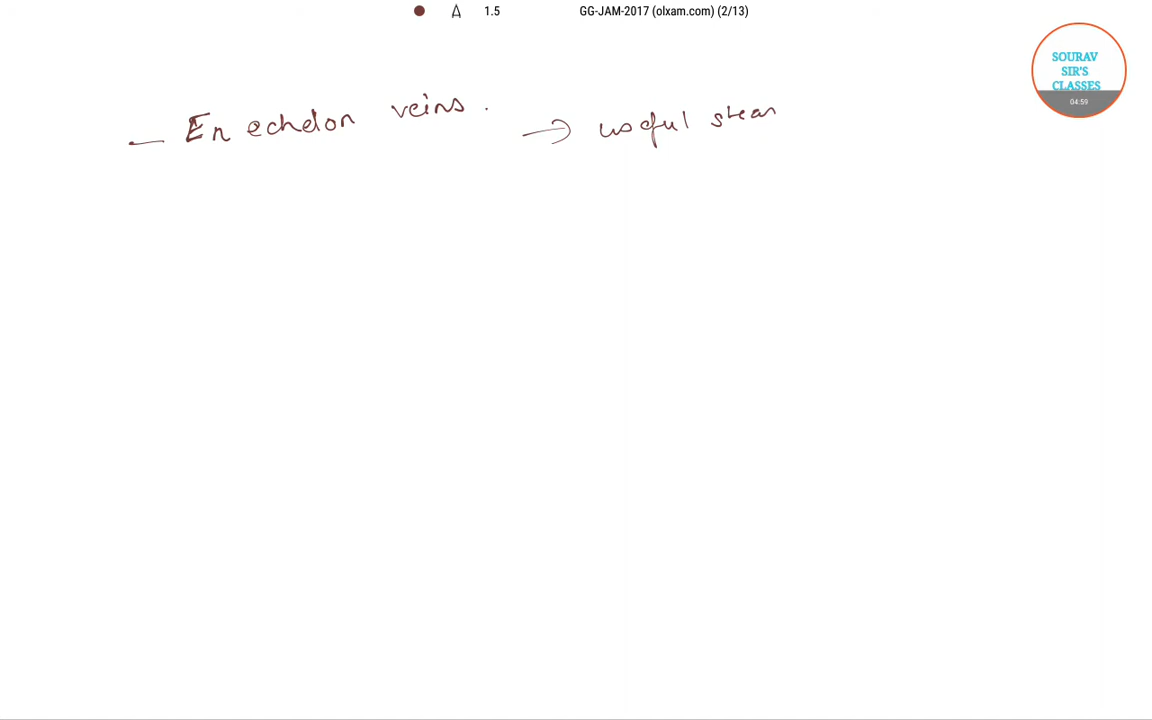 1.5 GG-JAM-2017 (olxam.com) (2/13)
SOURAV
SIR'S
CLASSES
04:59
— En echelon veins. → useful shear